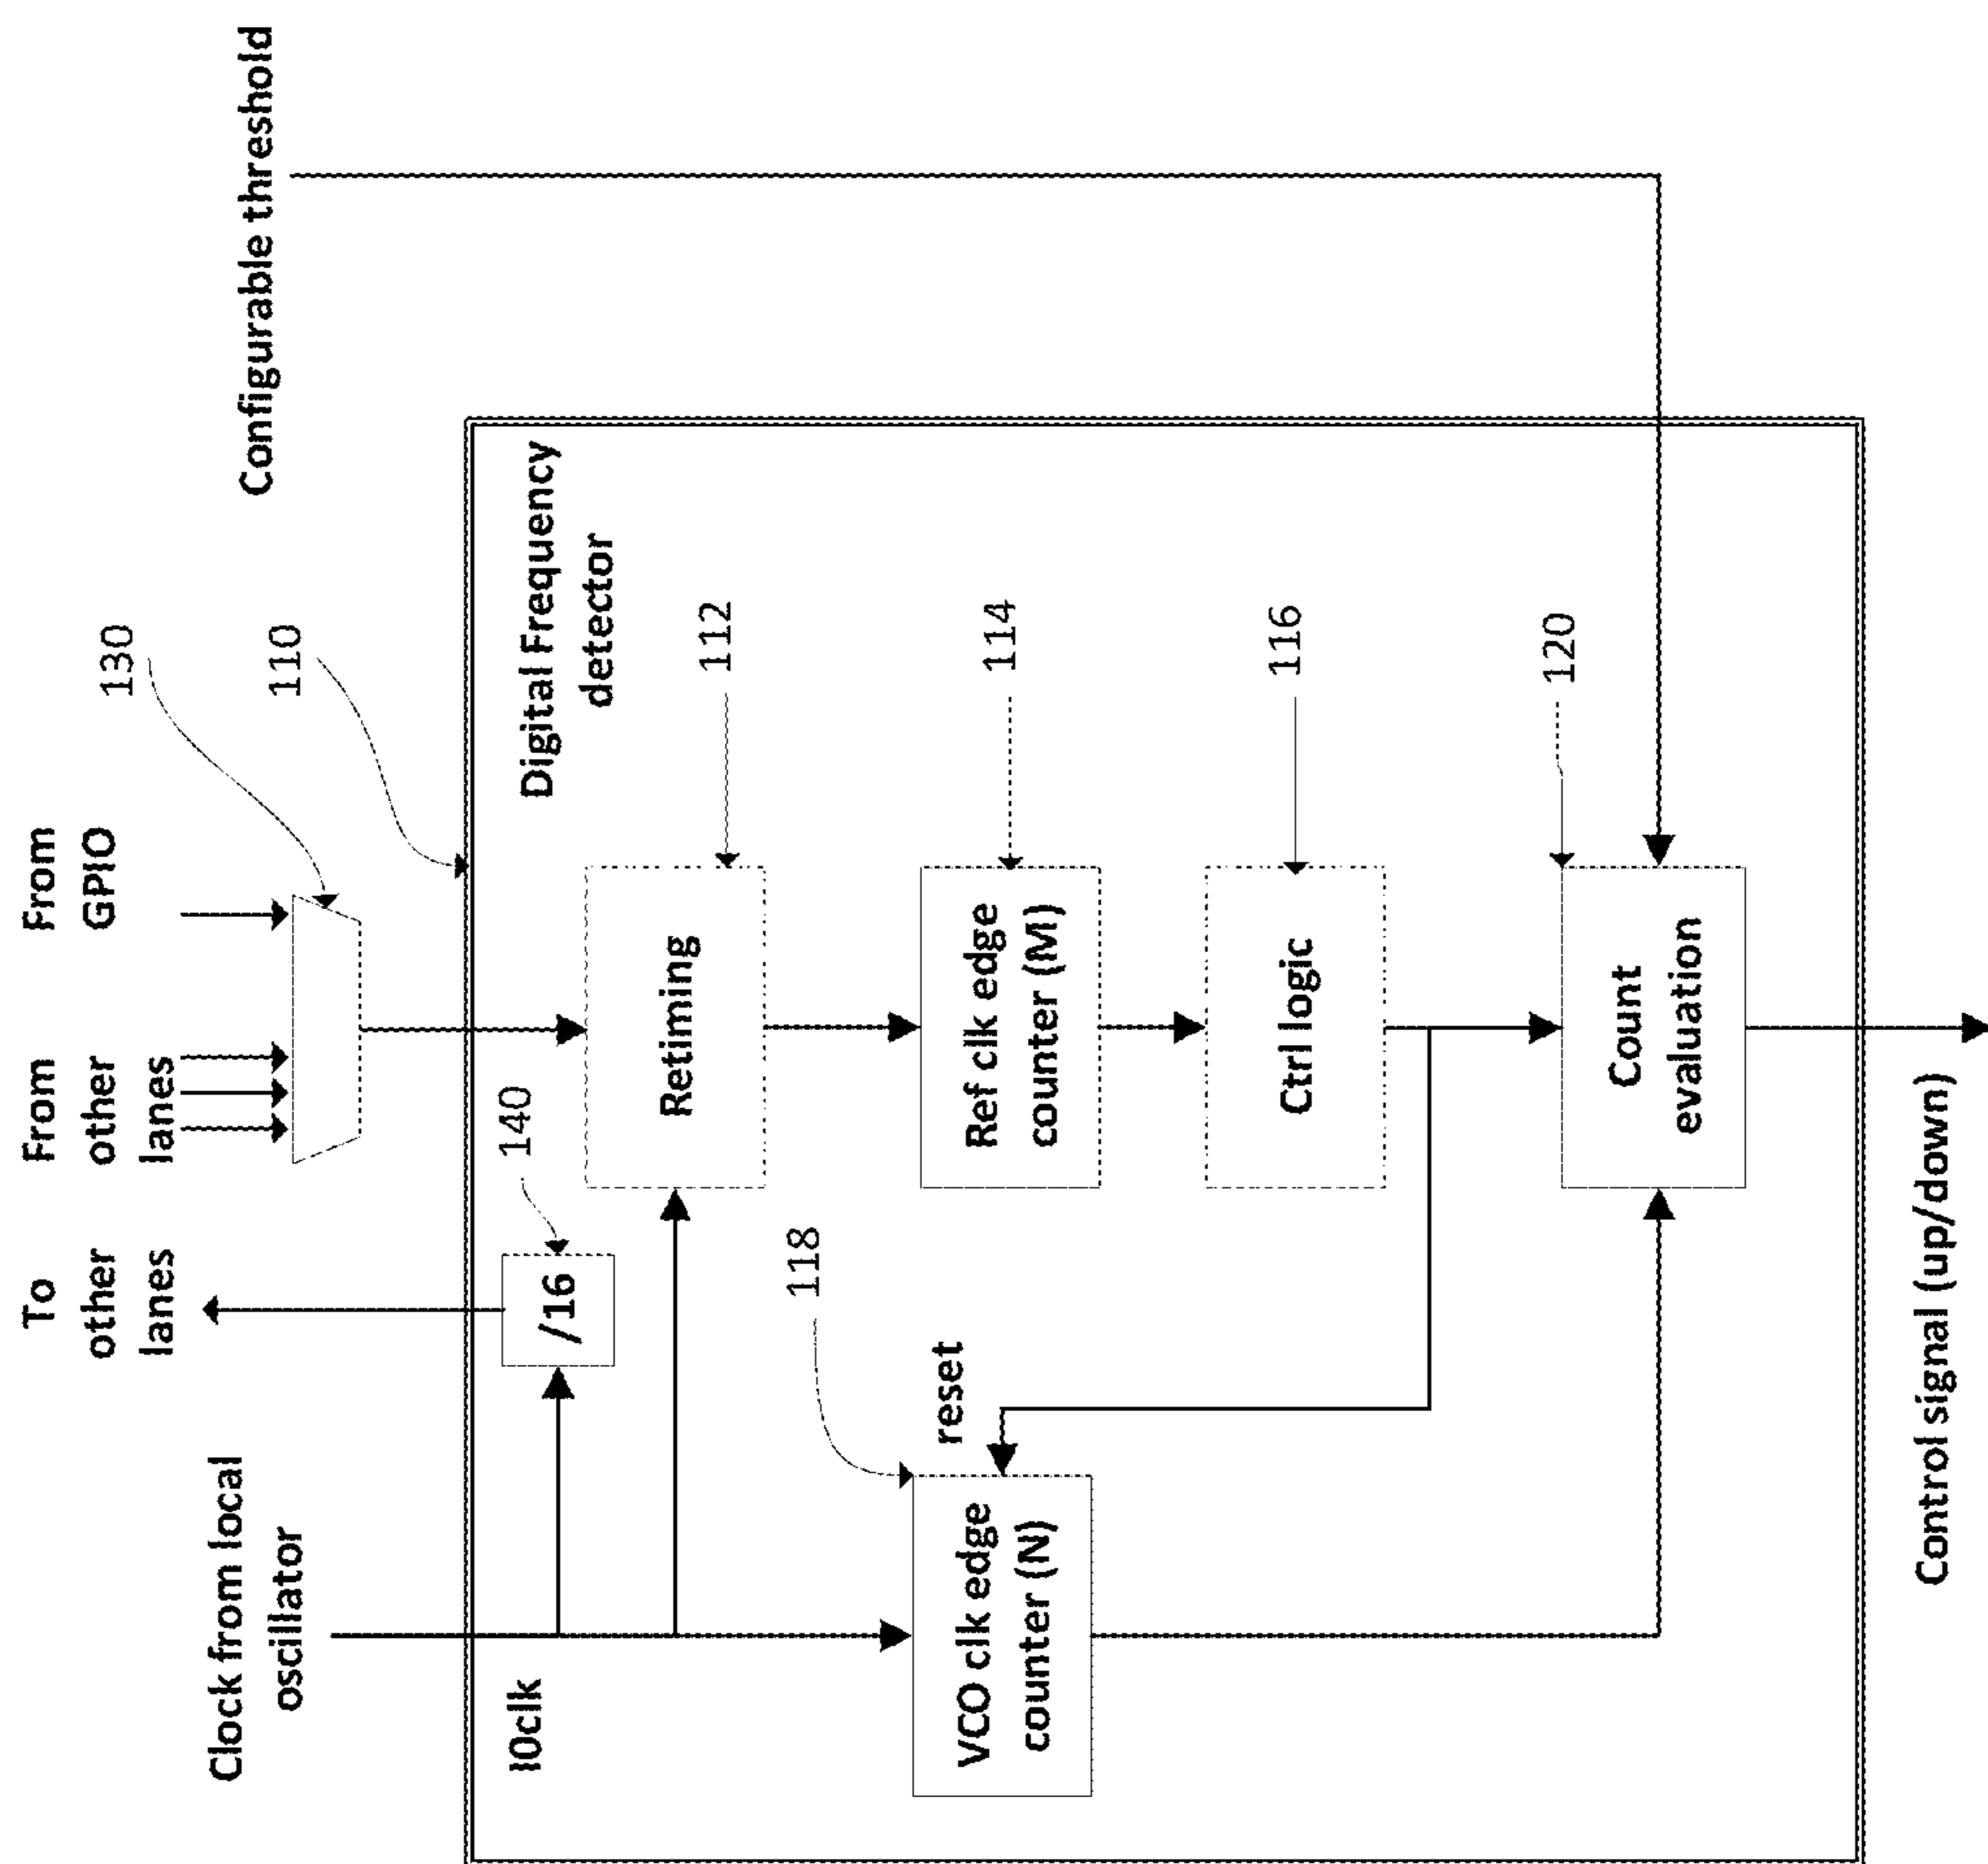 Clock from local
oscillator
To
other
lanes
From
other
lanes
From
GPIO
130
110
Configurable threshold
I0clk
/16
140
Digital Frequency
detector
Retiming
112
VCO clk edge
counter (N)
118
reset
Ref clk edge
counter (M)
114
Ctrl logic
116
Count
evaluation
120
Control signal (up/down)